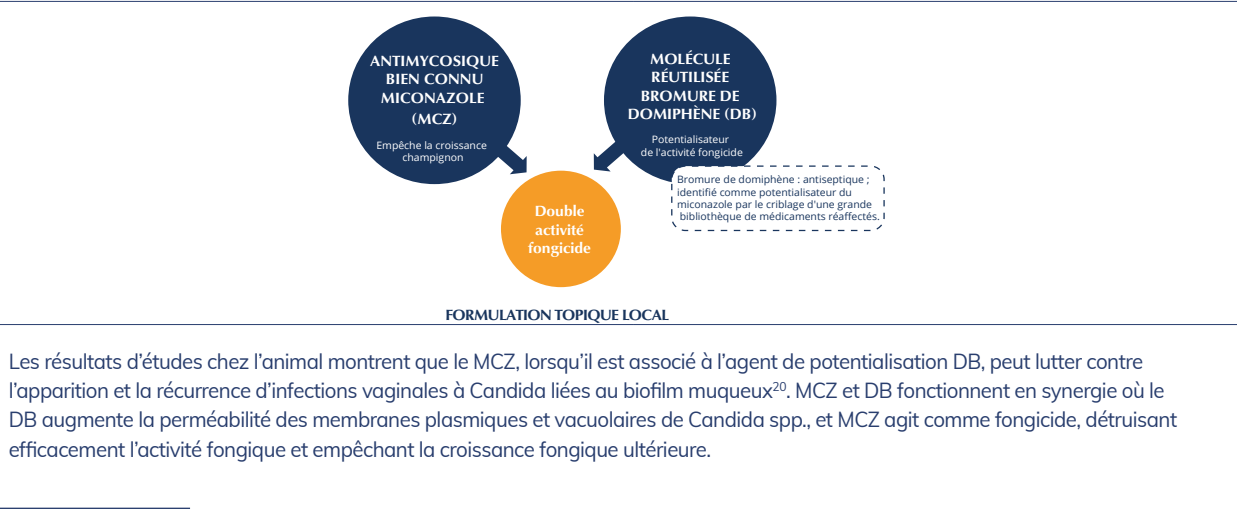 ANTIMYCOSIQUE
BIEN CONNU
MICONAZOLE
(MCZ)
Empêche la croissance
champignon
MOLÉCULE
RÉUTILISÉE
BROMURE DE
DOMIPHÈNE (DB)
Potentialisateur
de l'activité fongicide
Bromure de domiphène : antiseptique ;
identifié comme potentialisateur du
miconazole par le criblage d'une grande
bibliothèque de médicaments réaffectés.
Double
activité
fongicide
FORMULATION TOPIQUE LOCAL
Les résultats d’études chez l’animal montrent que le MCZ, lorsqu’il est associé à l’agent de potentialisation DB, peut lutter contre
l’apparition et la récurrence d’infections vaginales à Candida liées au biofilm muqueux²⁰. MCZ et DB fonctionnent en synergie où le
DB augmente la perméabilité des membranes plasmiques et vacuolaires de Candida spp., et MCZ agit comme fongicide, détruisant
efficacement l’activité fongique et empêchant la croissance fongique ultérieure.